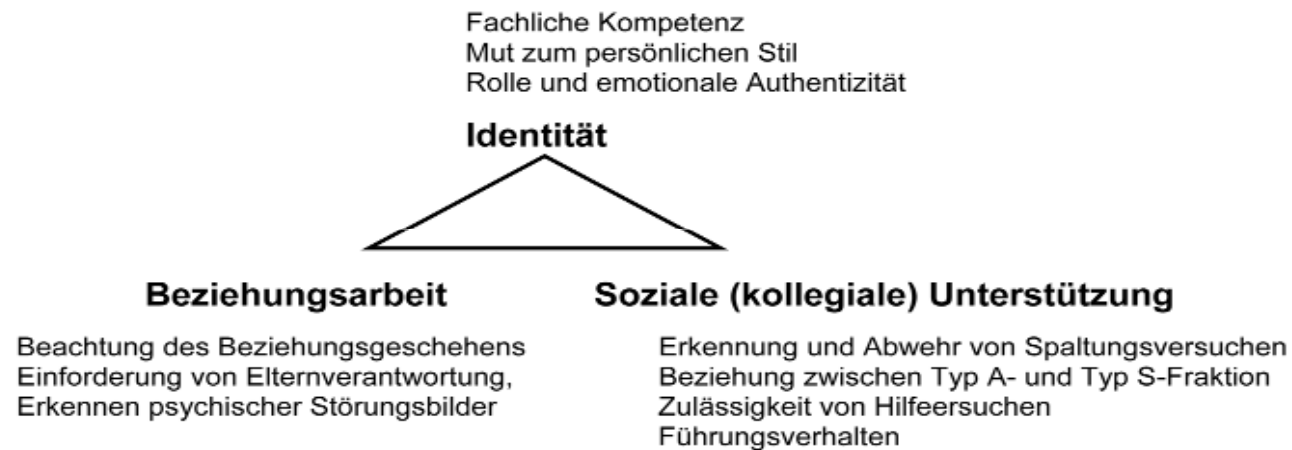 Fachliche Kompetenz
Mut zum persönlichen Stil
Rolle und emotionale Authentizität
Identität
Beziehungsarbeit
Beachtung des Beziehungsgeschehens
Einforderung von Elternverantwortung,
Erkennen psychischer Störungsbilder
Soziale (kollegiale) Unterstützung
Erkennung und Abwehr von Spaltungsversuchen
Beziehung zwischen Typ A- und Typ S-Fraktion
Zulässigkeit von Hilfeersuchen
Führungsverhalten